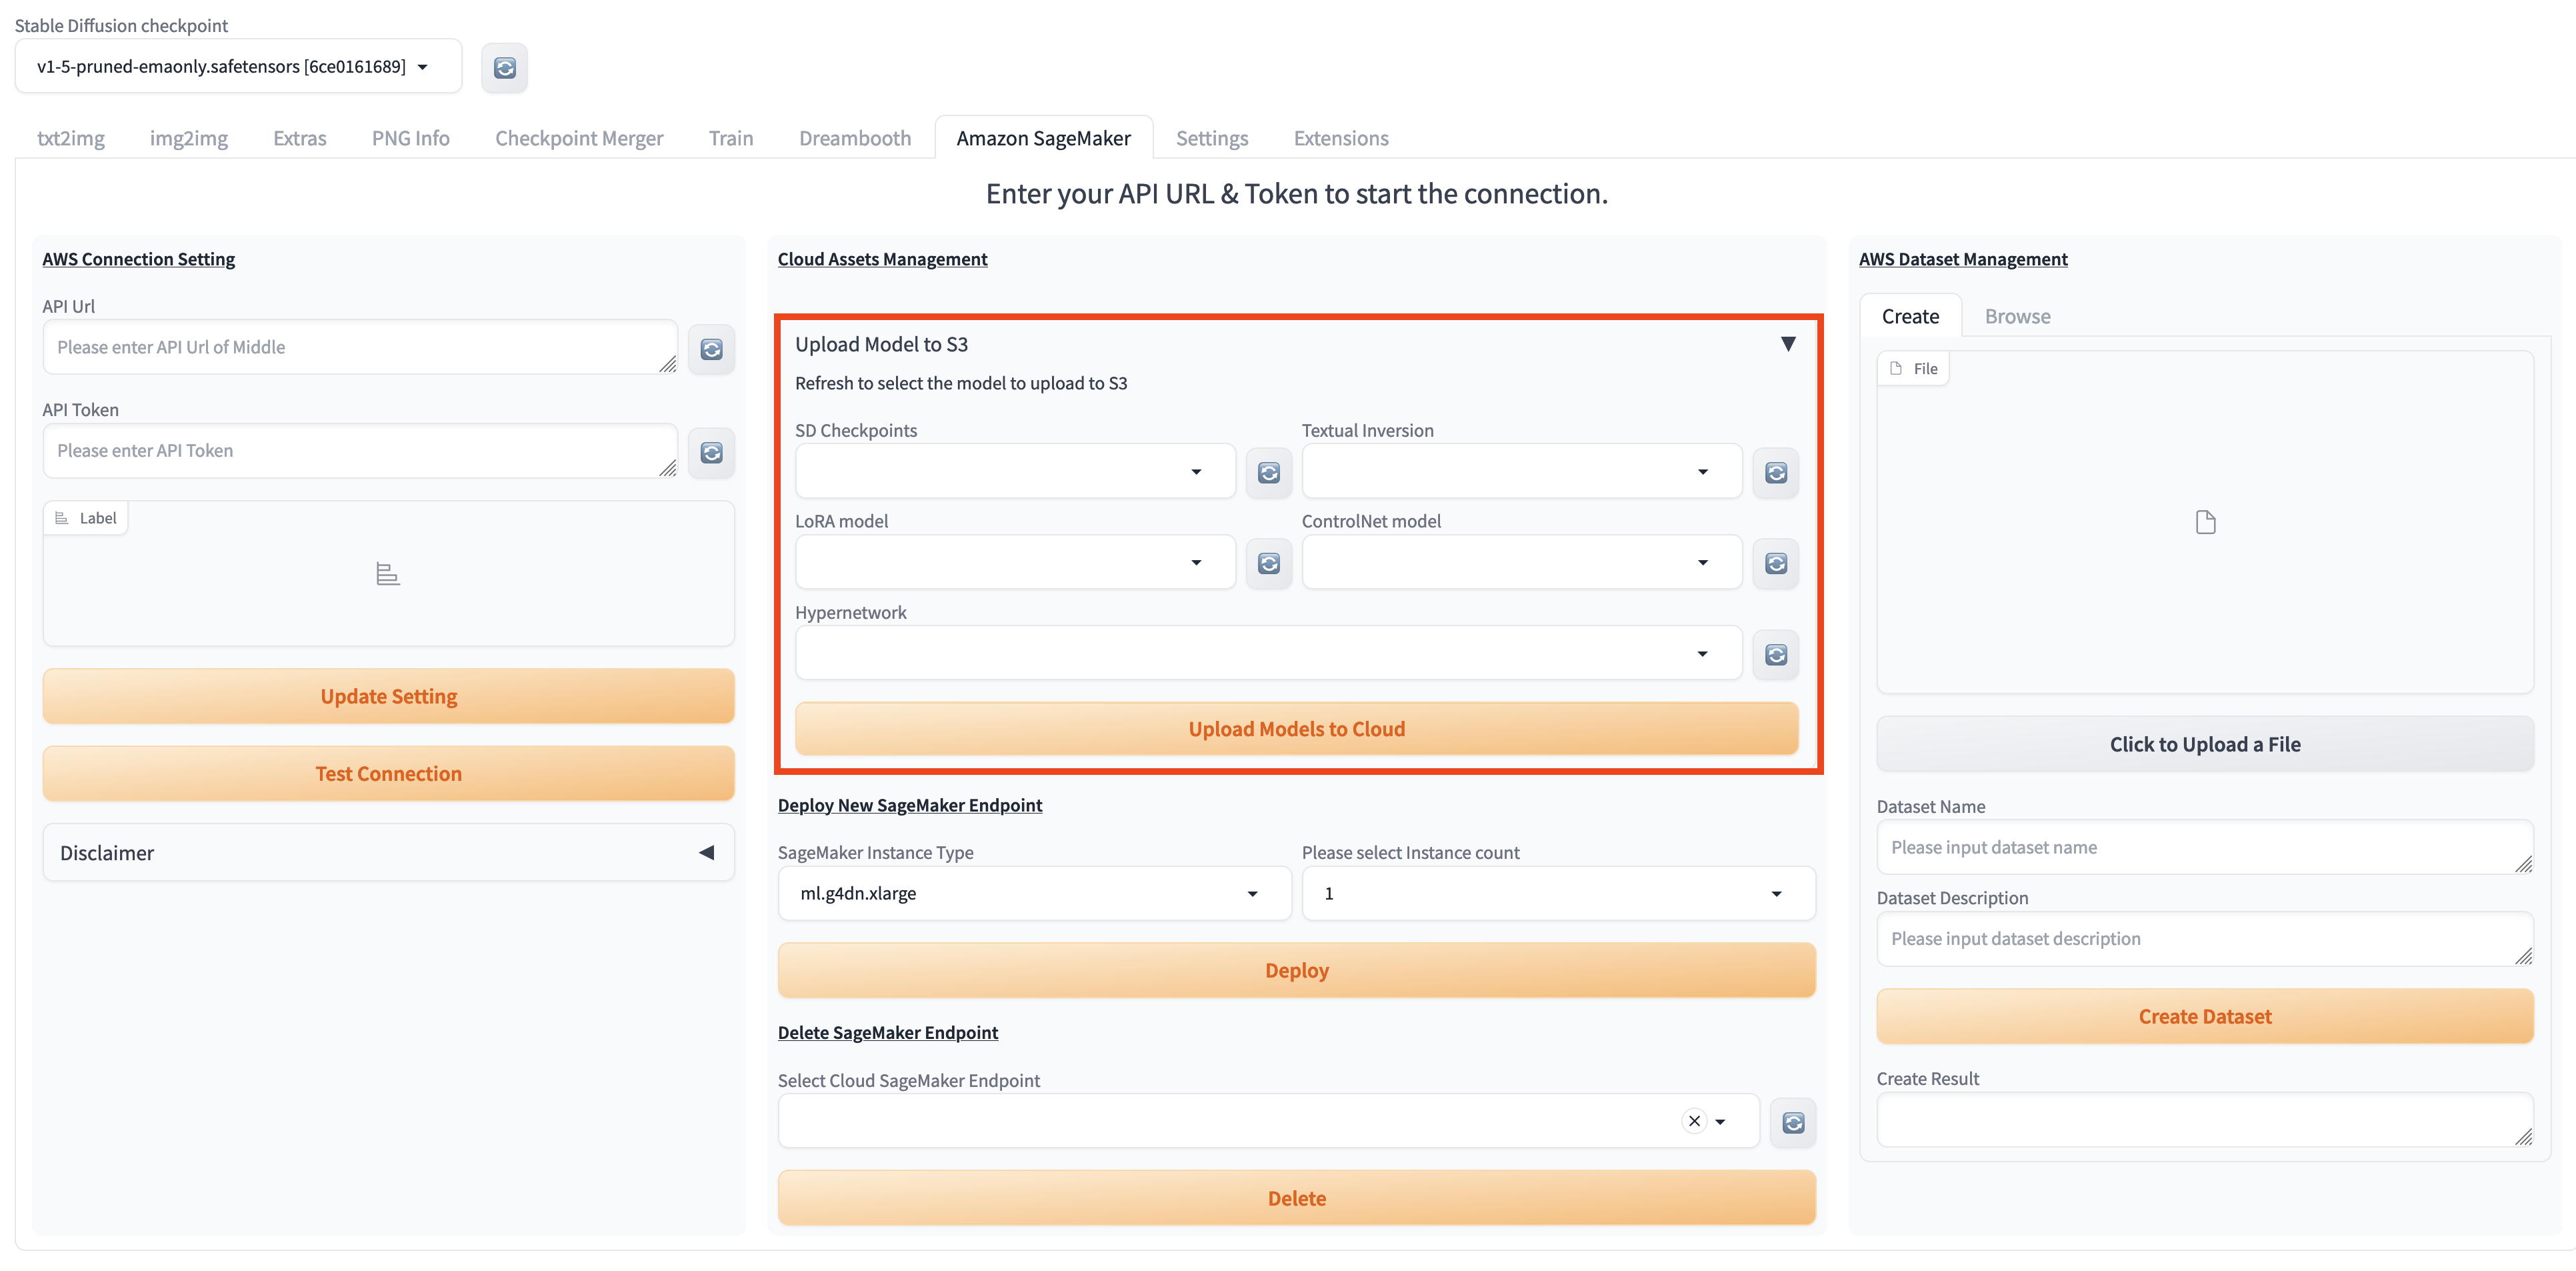 Stable Diffusion checkpoint
v1-5-pruned-emaonly.safetensors [6ce0161689]
txt2img img2img Extras PNG Info Checkpoint Merger Train Dreambooth Amazon SageMaker Settings Extensions
Enter your API URL & Token to start the connection.
AWS Connection Setting
API Url
Please enter API Url of Middle
API Token
Please enter API Token
Label
Update Setting
Test Connection
Disclaimer
Cloud Assets Management
Upload Model to S3
Refresh to select the model to upload to S3
SD Checkpoints
Textual Inversion
LoRA model
ControlNet model
Hypernetwork
Upload Models to Cloud
Deploy New SageMaker Endpoint
SageMaker Instance Type
ml.g4dn.xlarge
Please select Instance count
1
Deploy
Delete SageMaker Endpoint
Select Cloud SageMaker Endpoint
Delete
AWS Dataset Management
Create Browse
File
Click to Upload a File
Dataset Name
Please input dataset name
Dataset Description
Please input dataset description
Create Dataset
Create Result